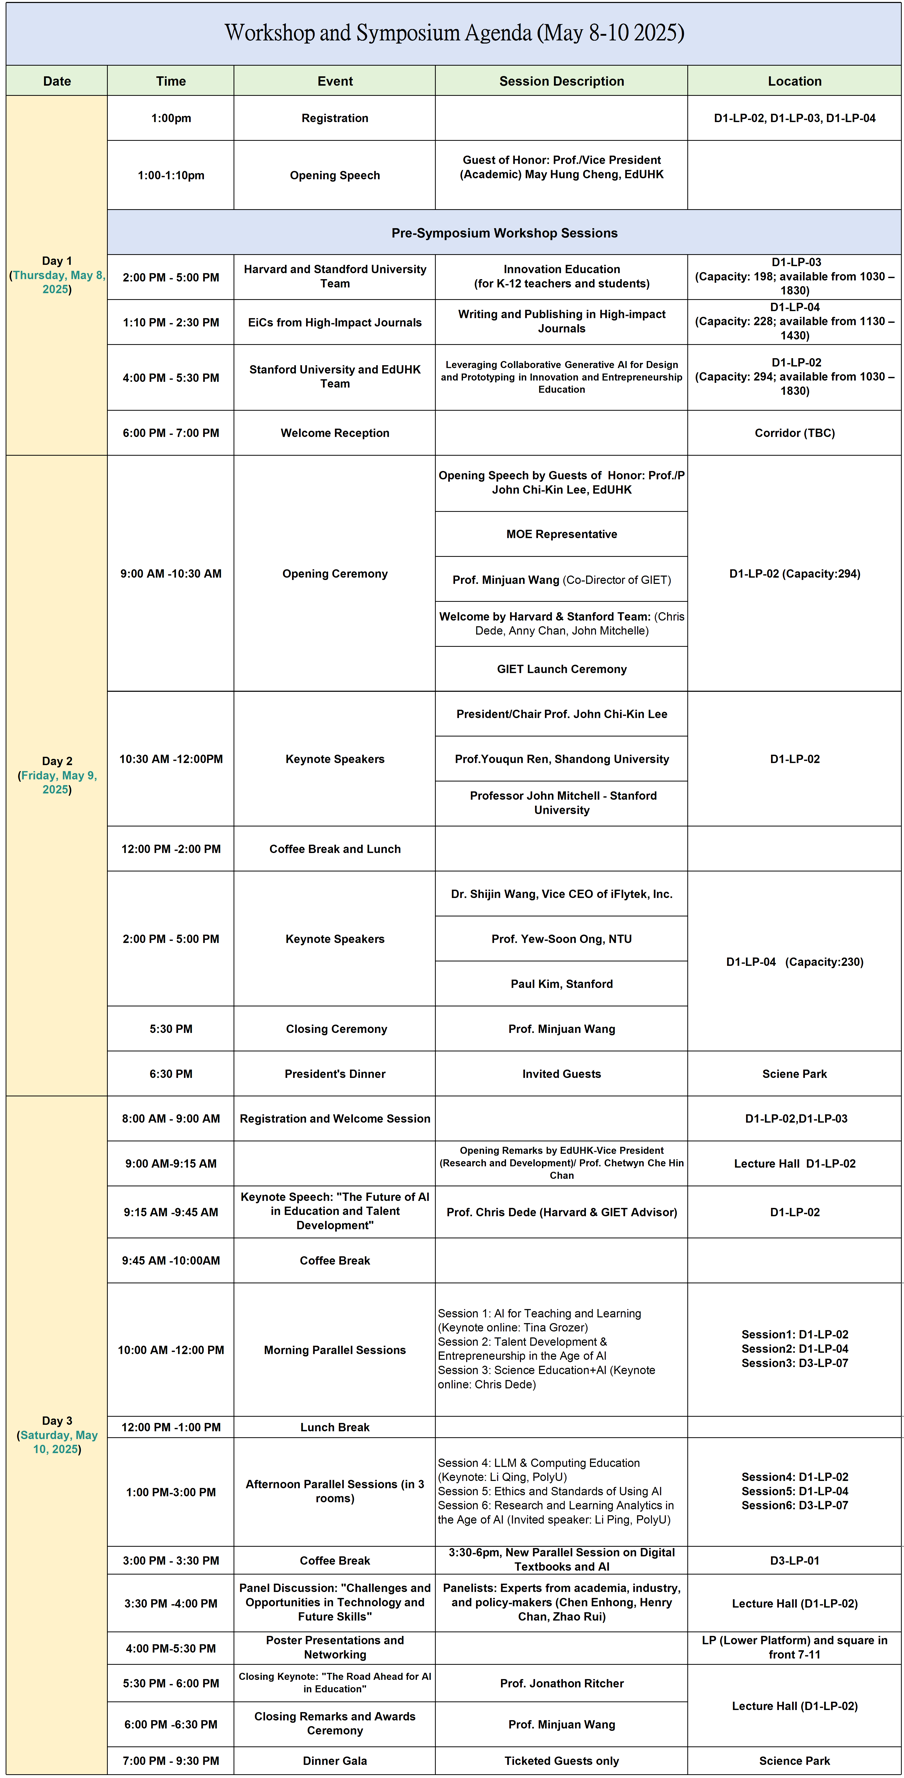 Workshop and Symposium Agenda (May 8-10 2025)
Date Time Event Session Description Location
Day 1
(Thursday, May 8,
2025)
1:00pm Registration D1-LP-02, D1-LP-03, D1-LP-04
1:00-1:10pm Opening Speech
Guest of Honor: Prof./Vice President
(Academic) May Hung Cheng, EdUHK
Pre-Symposium Workshop Sessions
2:00 PM - 5:00 PM
Harvard and Standford University
Team
Innovation Education
(for K-12 teachers and students)
D1-LP-03
(Capacity: 198; available from 1030 –
1830)
1:10 PM - 2:30 PM
EiCs from High-Impact Journals
Writing and Publishing in High-impact
Journals
D1-LP-04
(Capacity: 228; available from 1130 –
1430)
4:00 PM - 5:30 PM
Stanford University and EdUHK
Team
Leveraging Collaborative Generative AI for Design
and Prototyping in Innovation and Entrepreneurship
Education
D1-LP-02
(Capacity: 294; available from 1030 –
1830)
6:00 PM - 7:00 PM Welcome Reception Corridor (TBC)
Day 2
(Friday, May 9,
2025)
9:00 AM -10:30 AM
Opening Ceremony
Opening Speech by Guests of  Honor: Prof./P
John Chi-Kin Lee, EdUHK
MOE Representative
Prof. Minjuan Wang (Co-Director of GIET)
Welcome by Harvard & Stanford Team: (Chris
Dede, Anny Chan, John Mitchelle)
GIET Launch Ceremony
D1-LP-02 (Capacity:294)
10:30 AM -12:00PM
Keynote Speakers
President/Chair Prof. John Chi-Kin Lee
Prof.Youqun Ren, Shandong University
Professor John Mitchell - Stanford
University
D1-LP-02
12:00 PM -2:00 PM Coffee Break and Lunch
2:00 PM - 5:00 PM
Keynote Speakers
Dr. Shijin Wang, Vice CEO of iFlytek, Inc.
Prof. Yew-Soon Ong, NTU
Paul Kim, Stanford
D1-LP-04   (Capacity:230)
5:30 PM Closing Ceremony Prof. Minjuan Wang
6:30 PM President's Dinner Invited Guests Sciene Park
Day 3
(Saturday, May
10, 2025)
8:00 AM - 9:00 AM Registration and Welcome Session D1-LP-02,D1-LP-03
9:00 AM-9:15 AM
Opening Remarks by EdUHK-Vice President
(Research and Development)/ Prof. Chetwyn Che Hin
Chan
Lecture Hall  D1-LP-02
9:15 AM -9:45 AM
Keynote Speech: "The Future of AI
in Education and Talent
Development"
Prof. Chris Dede (Harvard & GIET Advisor)
D1-LP-02
9:45 AM -10:00AM Coffee Break
10:00 AM -12:00 PM
Morning Parallel Sessions
Session 1: AI for Teaching and Learning
(Keynote online: Tina Grozer)
Session 2: Talent Development &
Entrepreneurship in the Age of AI
Session 3: Science Education+AI (Keynote
online: Chris Dede)
Session1: D1-LP-02
Session2: D1-LP-04
Session3: D3-LP-07
12:00 PM -1:00 PM Lunch Break
1:00 PM-3:00 PM
Afternoon Parallel Sessions (in 3
rooms)
Session 4: LLM & Computing Education
(Keynote: Li Qing, PolyU)
Session 5: Ethics and Standards of Using AI
Session 6: Research and Learning Analytics in
the Age of AI (Invited speaker: Li Ping, PolyU)
Session4: D1-LP-02
Session5: D1-LP-04
Session6: D3-LP-07
3:00 PM - 3:30 PM
Coffee Break
3:30-6pm, New Parallel Session on Digital
Textbooks and AI
D3-LP-01
3:30 PM -4:00 PM
Panel Discussion: "Challenges and
Opportunities in Technology and
Future Skills"
Panelists: Experts from academia, industry,
and policy-makers (Chen Enhong, Henry
Chan, Zhao Rui)
Lecture Hall (D1-LP-02)
4:00 PM-5:30 PM
Poster Presentations and
Networking
LP (Lower Platform) and square in
front 7-11
5:30 PM - 6:00 PM
Closing Keynote: "The Road Ahead for AI
in Education"
Prof. Jonathon Ritcher
Lecture Hall (D1-LP-02)
6:00 PM -6:30 PM
Closing Remarks and Awards
Ceremony
Prof. Minjuan Wang
7:00 PM - 9:30 PM Dinner Gala Ticketed Guests only Science Park